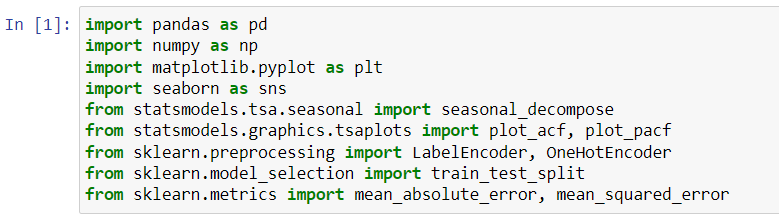 In [1]: import pandas as pd
import numpy as np
import matplotlib.pyplot as plt
import seaborn as sns
from statsmodels.tsa.seasonal import seasonal_decompose
from statsmodels.graphics.tsaplots import plot_acf, plot_pacf
from sklearn.preprocessing import LabelEncoder, OneHotEncoder
from sklearn.model_selection import train_test_split
from sklearn.metrics import mean_absolute_error, mean_squared_error